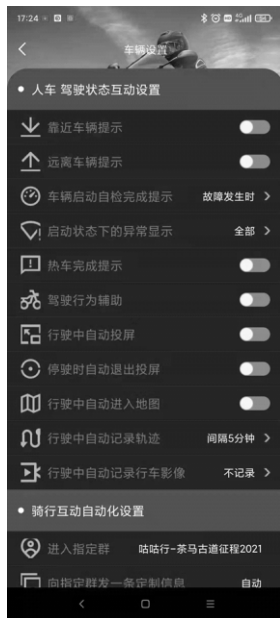 17:24
4G
车辆设置
人车 驾驶状态互动设置
靠近车辆提示
远离车辆提示
车辆启动自检完成提示 故障发生时
启动状态下的异常显示 全部
热车完成提示
驾驶行为辅助
行驶中自动投屏
停驶时自动退出投屏
行驶中自动进入地图
行驶中自动记录轨迹 间隔5分钟
行驶中自动记录行车影像 不记录
骑行互动自动化设置
进入指定群 咕咕行-茶马古道征程2021
向指定群发一条定制信息 自动